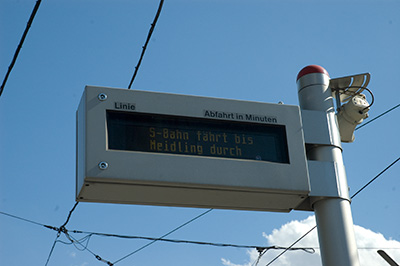 Linie Abfahrt in Minuten
S-Bahn fährt bis
Meidling durch